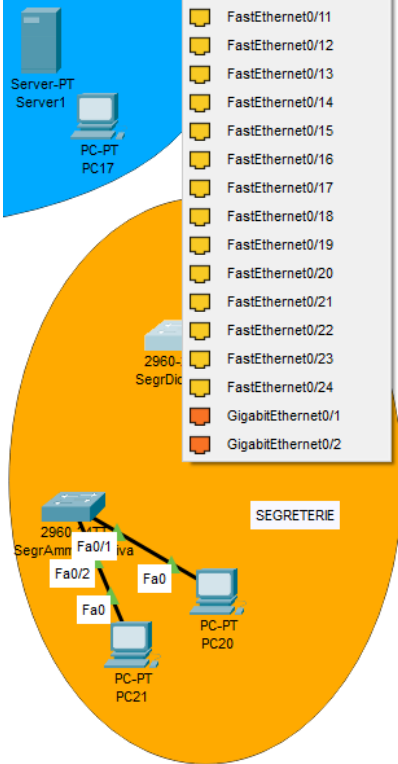 FastEthernet0/11
FastEthernet0/12
FastEthernet0/13
FastEthernet0/14
FastEthernet0/15
FastEthernet0/16
FastEthernet0/17
FastEthernet0/18
FastEthernet0/19
FastEthernet0/20
FastEthernet0/21
FastEthernet0/22
FastEthernet0/23
FastEthernet0/24
GigabitEthernet0/1
GigabitEthernet0/2
Server-PT
Server1
PC-PT
PC17
2960-
SegrDi
SEGRETERIE
2960
SegrAmm
iva
Fa0/1
Fa0/2
Fa0
Fa0
PC-PT
PC20
PC-PT
PC21